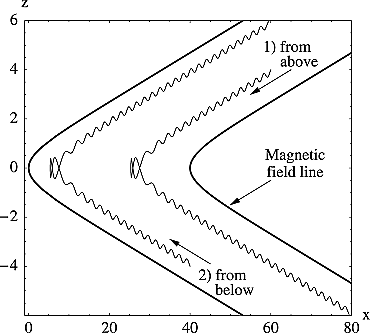 z
6
1) from
above
4
2
Magnetic
field line
0
−2
2) from
below
−4
0 20 40 60 80 x